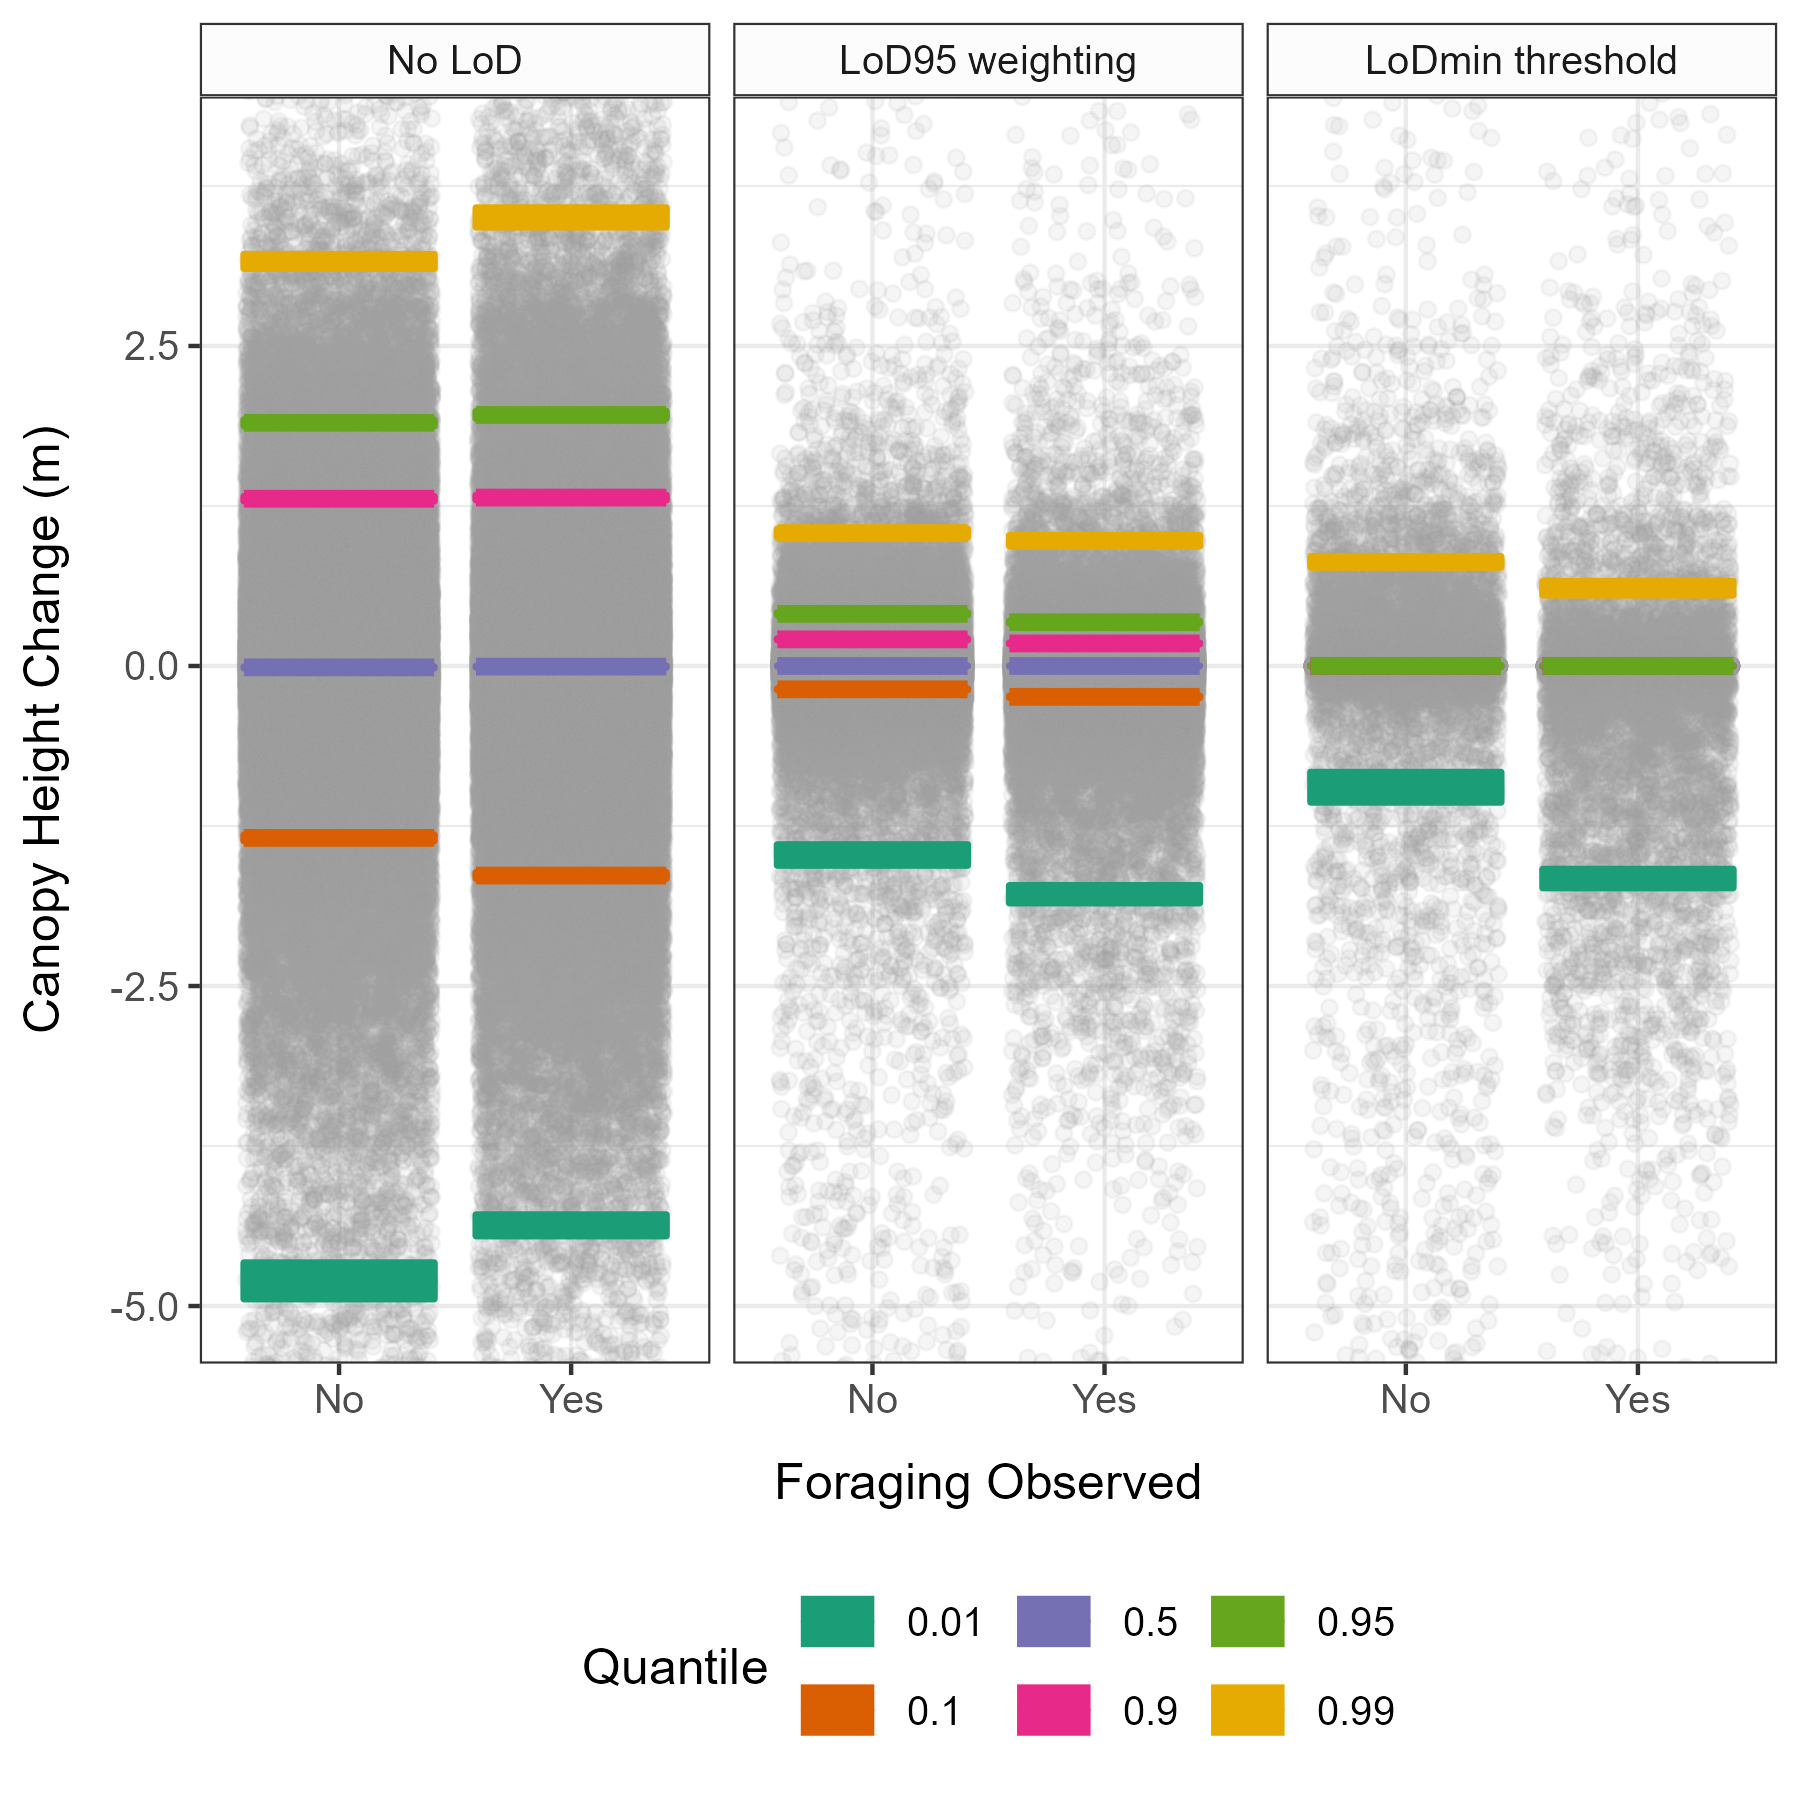 No LoD
LoD95 weighting
LoDmin threshold
Canopy Height Change (m)
2.5
0.0
-2.5
-5.0
No
Yes
No
Yes
No
Yes
Foraging Observed
Quantile
0.01
0.5
0.95
0.1
0.9
0.99